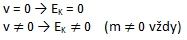 v = 0 → Eₖ = 0
v ≠ 0 → Eₖ ≠ 0 (m ≠ 0 vždy)